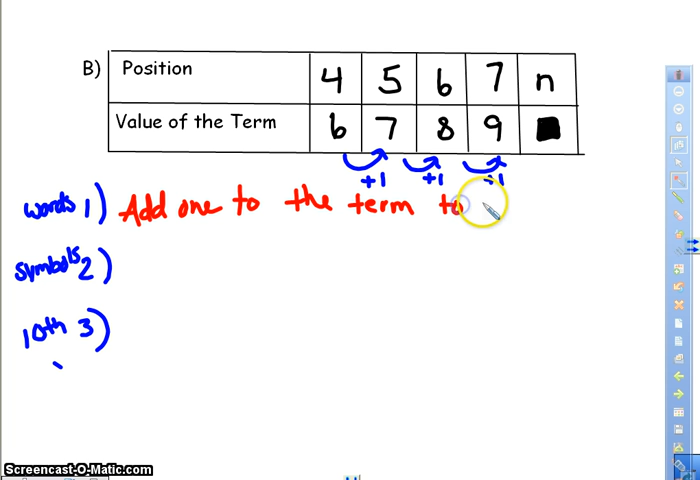 B) Position 4 5 6 7 n
Value of the Term 6 7 8 9
+1 +1 +1
words 1) Add one to the term to
symbols 2)
10th 3)
Screencast-O-Matic.com